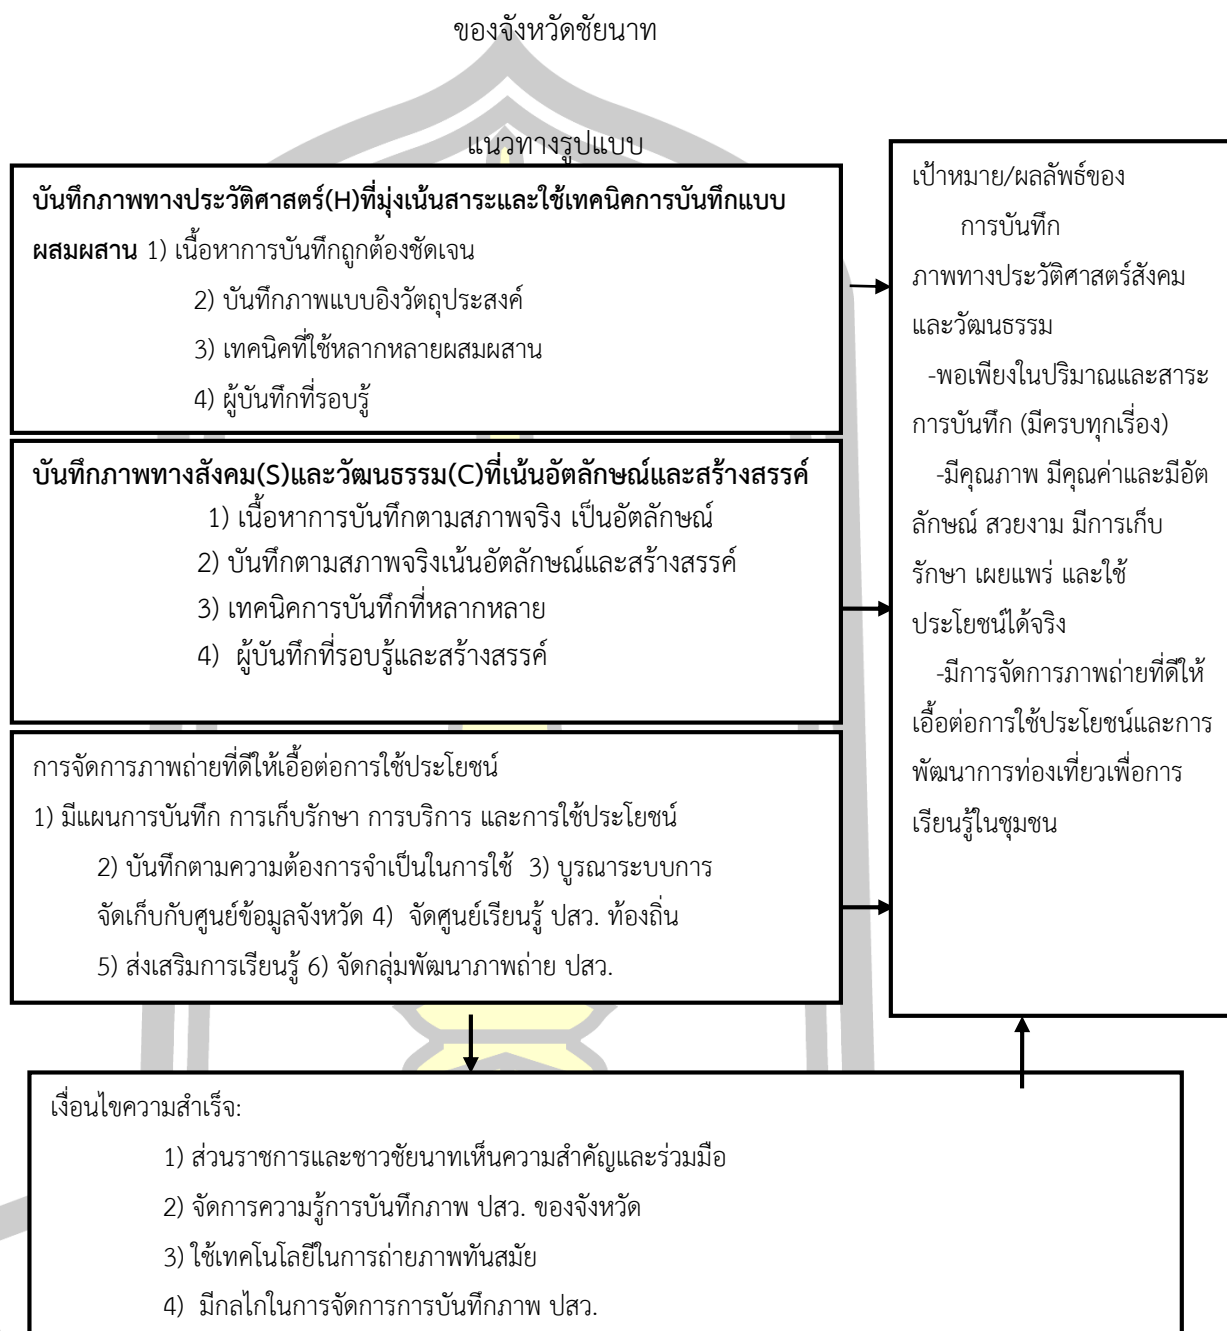 ของจังหวัดชัยนาท
แนวทางรูปแบบ
บันทึกภาพทางประวัติศาสตร์(H)ที่มุ่งเน้นสาระและใช้เทคนิคการบันทึกแบบ
ผสมผสาน 1) เนื้อหาการบันทึกถูกต้องชัดเจน
2) บันทึกภาพแบบอิงวัตถุประสงค์
3) เทคนิคที่ใช้หลากหลายผสมผสาน
4) ผู้บันทึกที่รอบรู้
บันทึกภาพทางสังคม(S)และวัฒนธรรม(C)ที่เน้นอัตลักษณ์และสร้างสรรค์
1) เนื้อหาการบันทึกตามสภาพจริง เป็นอัตลักษณ์
2) บันทึกตามสภาพจริงเน้นอัตลักษณ์และสร้างสรรค์
3) เทคนิคการบันทึกที่หลากหลาย
4) ผู้บันทึกที่รอบรู้และสร้างสรรค์
การจัดการภาพถ่ายที่ดีให้เอื้อต่อการใช้ประโยชน์
1) มีแผนการบันทึก การเก็บรักษา การบริการ และการใช้ประโยชน์
2) บันทึกตามความต้องการจำเป็นในการใช้ 3) บูรณาระบบการ
จัดเก็บกับศูนย์ข้อมูลจังหวัด 4) จัดศูนย์เรียนรู้ ปสว. ท้องถิ่น
5) ส่งเสริมการเรียนรู้ 6) จัดกลุ่มพัฒนาภาพถ่าย ปสว.
เป้าหมาย/ผลลัพธ์ของ
การบันทึก
ภาพทางประวัติศาสตร์สังคม
และวัฒนธรรม
-พอเพียงในปริมาณและสาระ
การบันทึก (มีครบทุกเรื่อง)
-มีคุณภาพ มีคุณค่าและมีอัต
ลักษณ์ สวยงาม มีการเก็บ
รักษา เผยแพร่ และใช้
ประโยชน์ได้จริง
-มีการจัดการภาพถ่ายที่ดีให้
เอื้อต่อการใช้ประโยชน์และการ
พัฒนาการท่องเที่ยวเพื่อการ
เรียนรู้ในชุมชน
เงื่อนไขความสำเร็จ:
1) ส่วนราชการและชาวชัยนาทเห็นความสำคัญและร่วมมือ
2) จัดการความรู้การบันทึกภาพ ปสว. ของจังหวัด
3) ใช้เทคโนโลยีในการถ่ายภาพทันสมัย
4) มีกลไกในการจัดการการบันทึกภาพ ปสว.